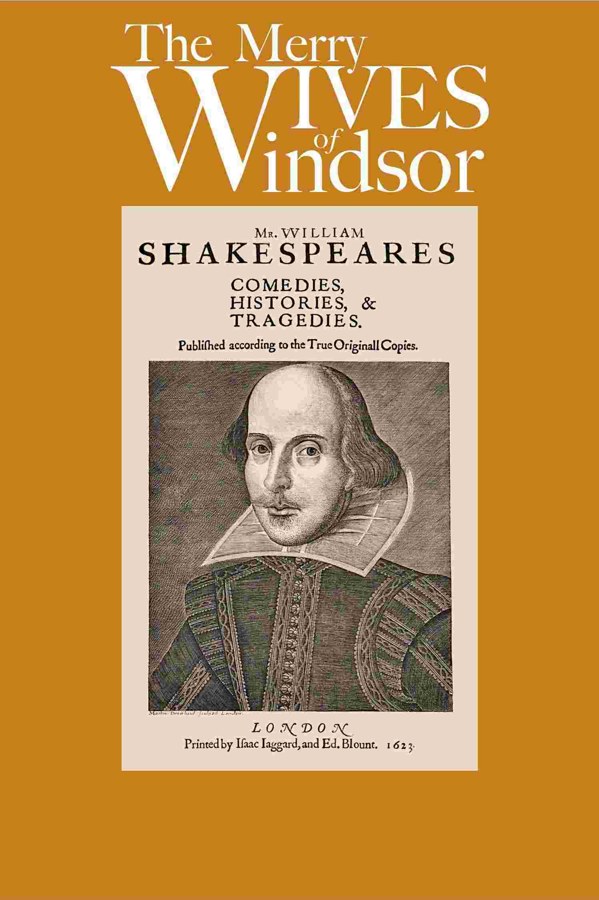 The Merry
WIVES
of
Windsor
Mr. WILLIAM
SHAKESPEARES
COMEDIES,
HISTORIES, &
TRAGEDIES.
Publiſhed according to the True Originall Copies.
LONDON
Printed by Iſaac Iaggard, and Ed. Blount. 1623.